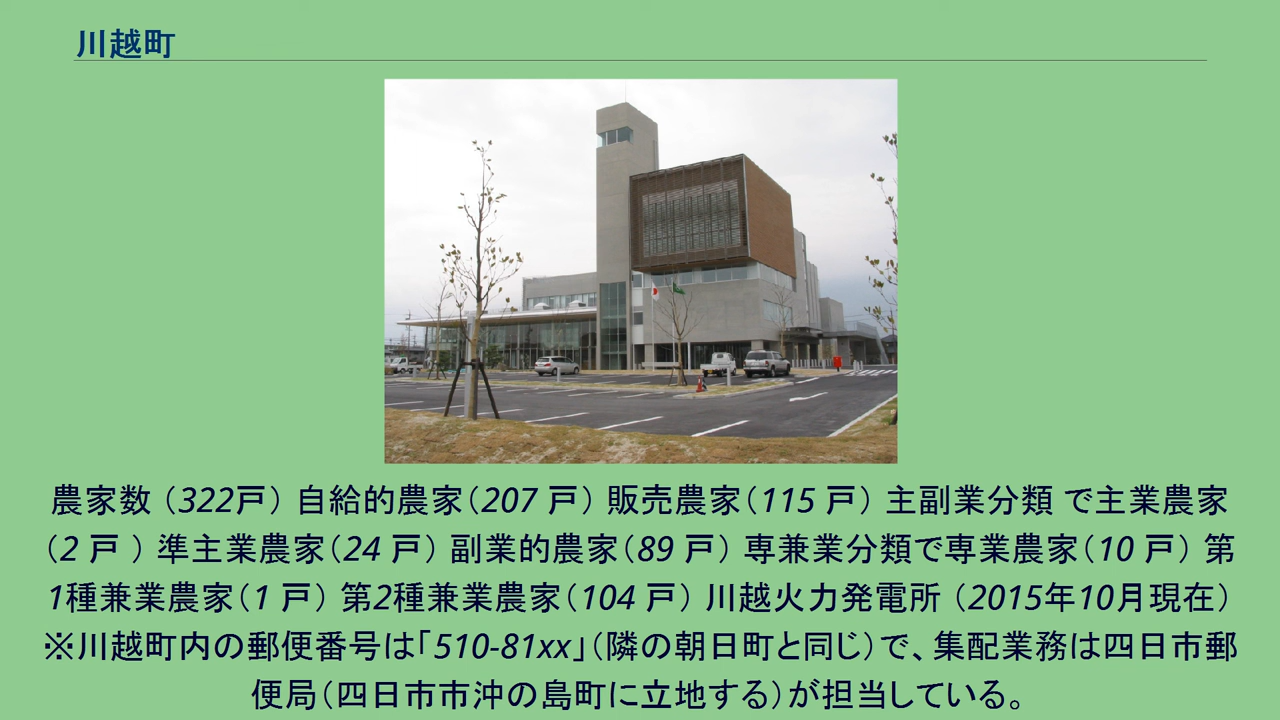 川越町
農家数（322戸）自給的農家（207 戸）販売農家（115 戸）主副業分類 で主業農家
（2 戸 ）準主業農家（24 戸）副業的農家（89 戸）専兼業分類で専業農家（10 戸）第
1種兼業農家（1 戸）第2種兼業農家（104 戸）川越火力発電所（2015年10月現在）
※川越町内の郵便番号は「510-81xx」（隣の朝日町と同じ）で、集配業務は四日市郵
便局（四日市市沖の島町に立地する）が担当している。